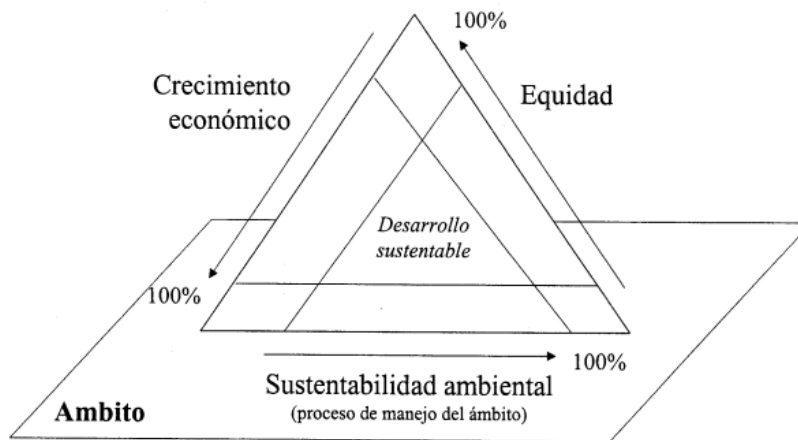 100%
Crecimiento
económico
Equidad
Desarrollo
sustentable
100%
100%
Sustentabilidad ambiental
(proceso de manejo del ámbito)
Ambito